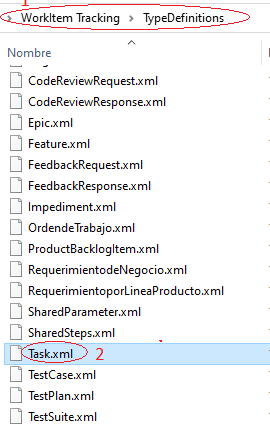 1
WorkItem Tracking > TypeDefinitions
Nombre
CodeReviewRequest.xml
CodeReviewResponse.xml
Epic.xml
Feature.xml
FeedbackRequest.xml
FeedbackResponse.xml
Impediment.xml
OrdendeTrabajo.xml
ProductBacklogItem.xml
RequerimientodeNegocio.xml
RequerimientoporLineaProducto.xml
SharedParameter.xml
SharedSteps.xml
Task.xml 2
TestCase.xml
TestPlan.xml
TestSuite.xml